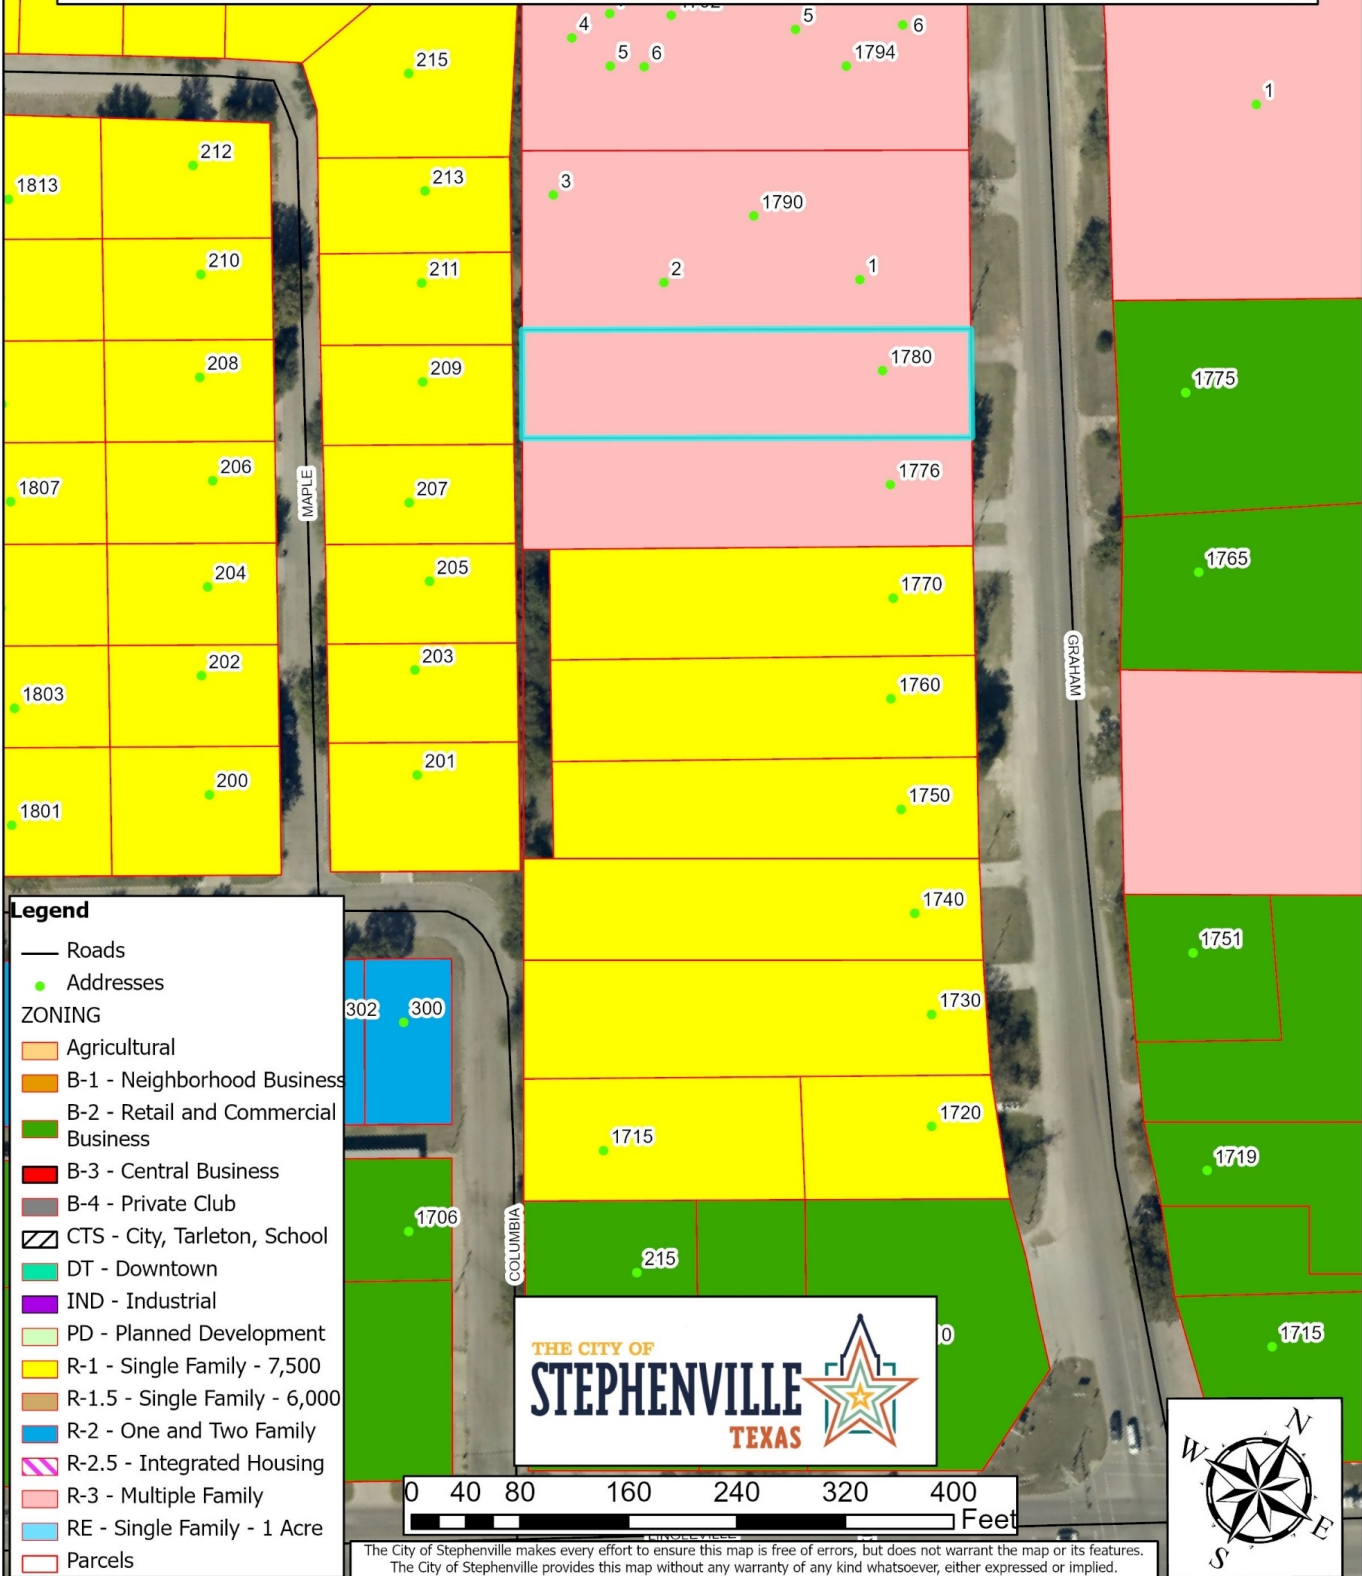 4
5
6
5
6
1794
215
1
212
1813
213
3
1790
210
211
2
1
208
209
1780
1775
206
1807
207
1776
MAPLE
204
205
1770
1765
202
203
1760
1803
GRAHAM
200
201
1750
1801
1740
1751
302
300
1730
1715
1720
1719
1706
COLUMBIA
215
0
1715
Legend
Roads
Addresses
ZONING
Agricultural
B-1 - Neighborhood Business
B-2 - Retail and Commercial
Business
B-3 - Central Business
B-4 - Private Club
CTS - City, Tarleton, School
DT - Downtown
IND - Industrial
PD - Planned Development
R-1 - Single Family - 7,500
R-1.5 - Single Family - 6,000
R-2 - One and Two Family
R-2.5 - Integrated Housing
R-3 - Multiple Family
RE - Single Family - 1 Acre
Parcels
THE CITY OF
STEPHENVILLE
TEXAS
N
W
E
S
0 40 80 160 240 320 400
Feet
The City of Stephenville makes every effort to ensure this map is free of errors, but does not warrant the map or its features.
The City of Stephenville provides this map without any warranty of any kind whatsoever, either expressed or implied.